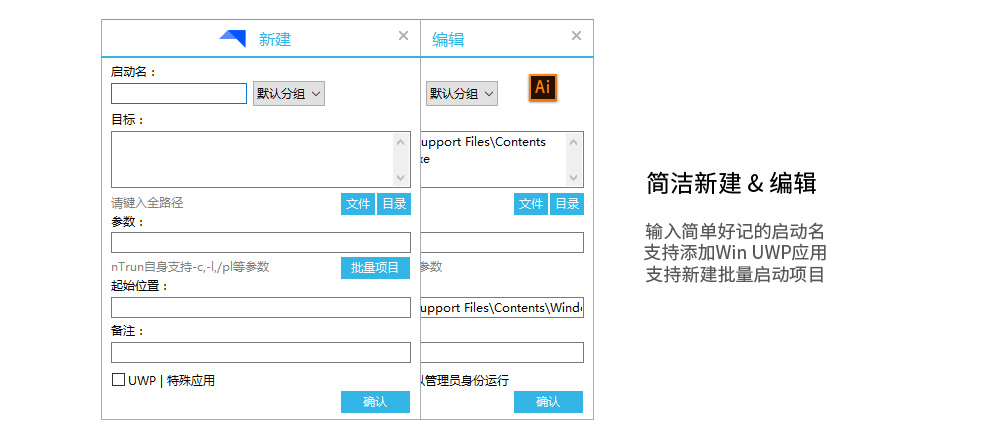 新建
启动名：
默认分组
目标：
请键入全路径
文件 目录
参数：
nTrun自身支持-c,-l,/pl等参数
批量项目
起始位置：
备注：
UWP | 特殊应用
确认
编辑
默认分组
Ai
upport Files\Contents
xe
文件 目录
参数
upport Files\Contents\Windo
以管理员身份运行
确认
简洁新建 & 编辑
输入简单好记的启动名
支持添加Win UWP应用
支持新建批量启动项目